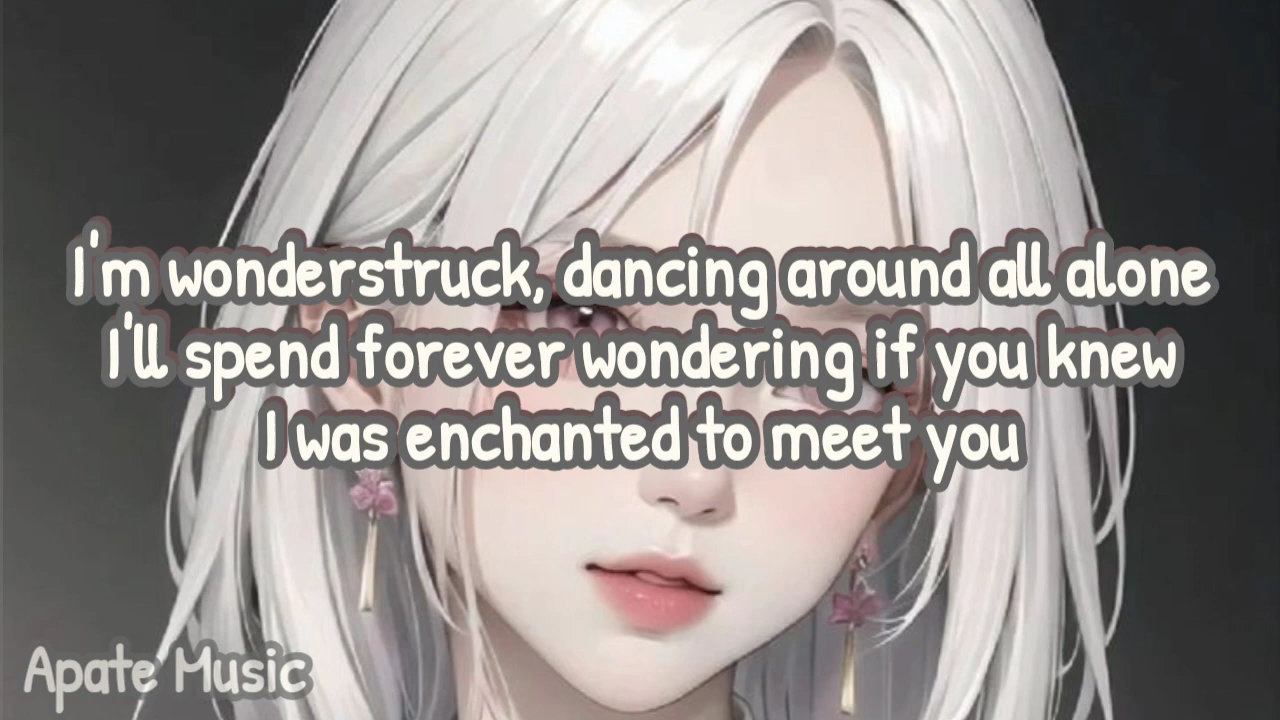 I'm wonderstruck, dancing around all alone
I'll spend forever wondering if you knew
I was enchanted to meet you
Apate Music